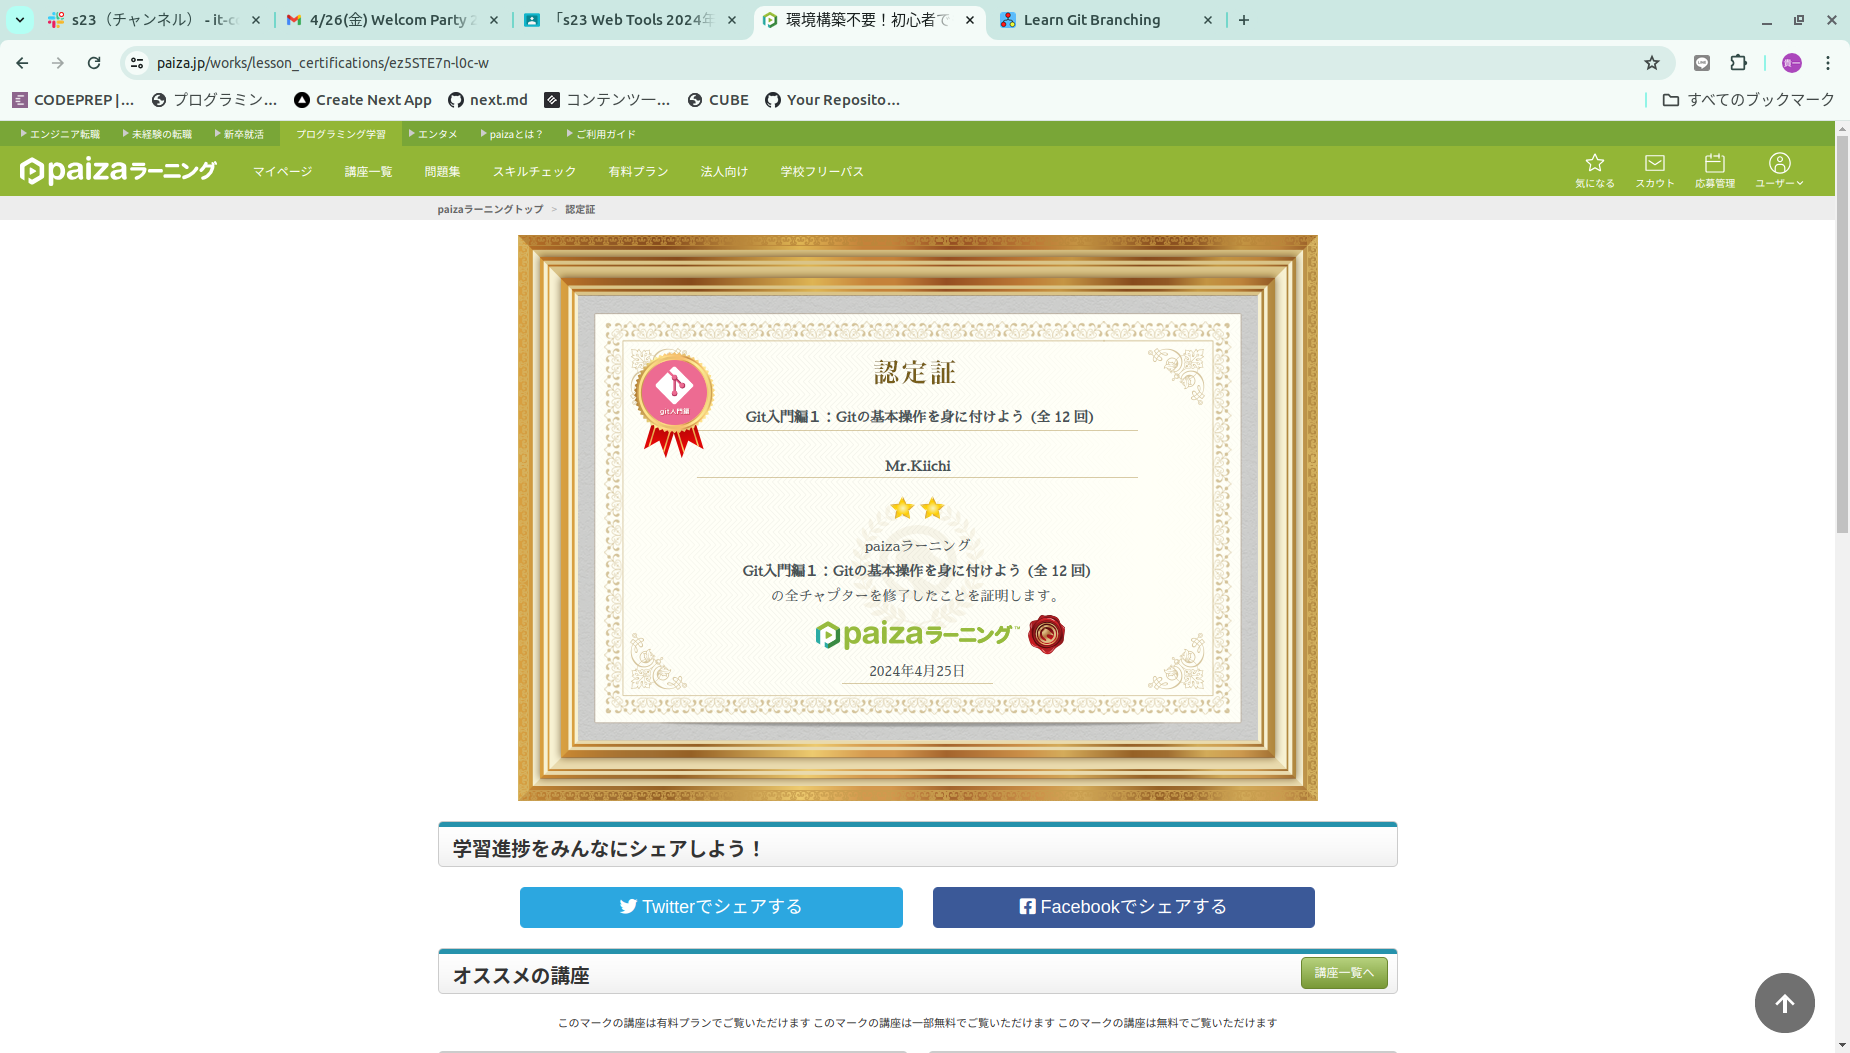 s23（チャンネル） - it-c
4/26(金) Welcom Party 2
「s23 Web Tools 2024年
環境構築不要！初心者で
Learn Git Branching
paiza.jp/works/lesson_certifications/ez5STE7n-l0c-w
貴一
CODEPREP |...
プログラミン...
Create Next App
next.md
コンテンツー...
CUBE
Your Reposito...
すべてのブックマーク
エンジニア転職
未経験の転職
新卒就活
プログラミング学習
エンタメ
paizaとは？
ご利用ガイド
paizaラーニング
マイページ
講座一覧
問題集
スキルチェック
有料プラン
法人向け
学校フリーパス
気になる
スカウト
応募管理
ユーザー
paizaラーニングトップ > 認定証
認定証
git入門編
Git入門編１：Gitの基本操作を身に付けよう (全 12 回)
Mr.Kiichi
paizaラーニング
Git入門編１：Gitの基本操作を身に付けよう (全 12 回)
の全チャプターを修了したことを証明します。
paizaラーニング™
2024年4月25日
学習進捗をみんなにシェアしよう！
Twitterでシェアする
Facebookでシェアする
オススメの講座
講座一覧へ
このマークの講座は有料プランでご覧いただけます このマークの講座は一部無料でご覧いただけます このマークの講座は無料でご覧いただけます